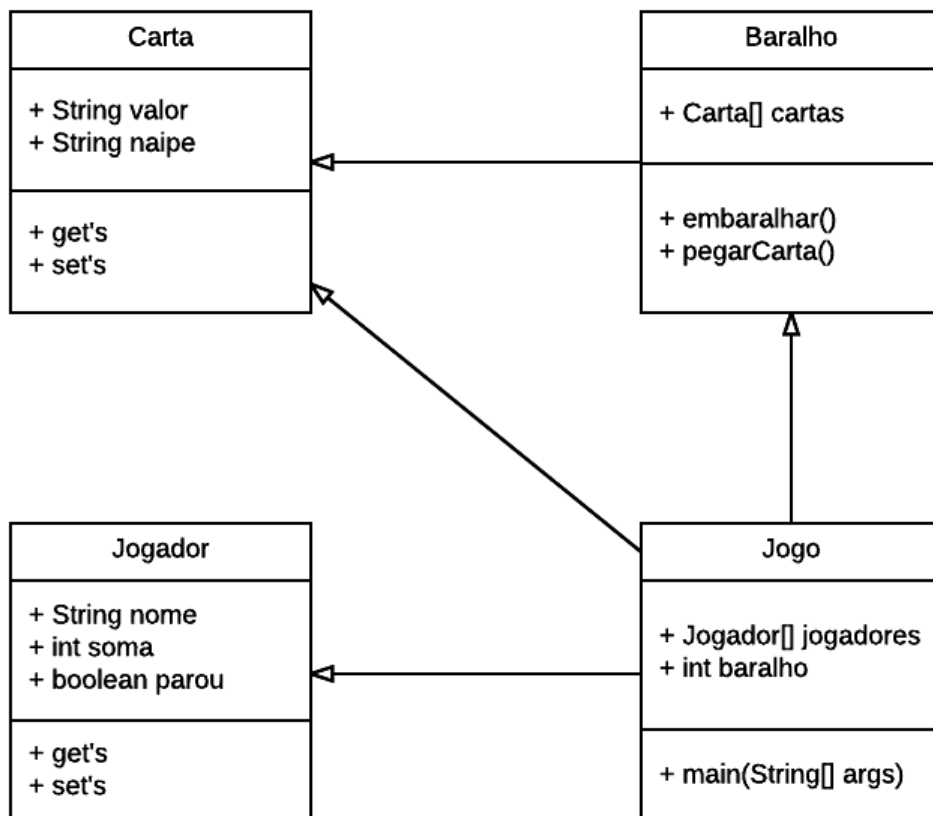 Carta
+ String valor
+ String naipe
+ get's
+ set's
Baralho
+ Carta[] cartas
+ embaralhar()
+ pegarCarta()
Jogador
+ String nome
+ int soma
+ boolean parou
+ get's
+ set's
Jogo
+ Jogador[] jogadores
+ int baralho
+ main(String[] args)